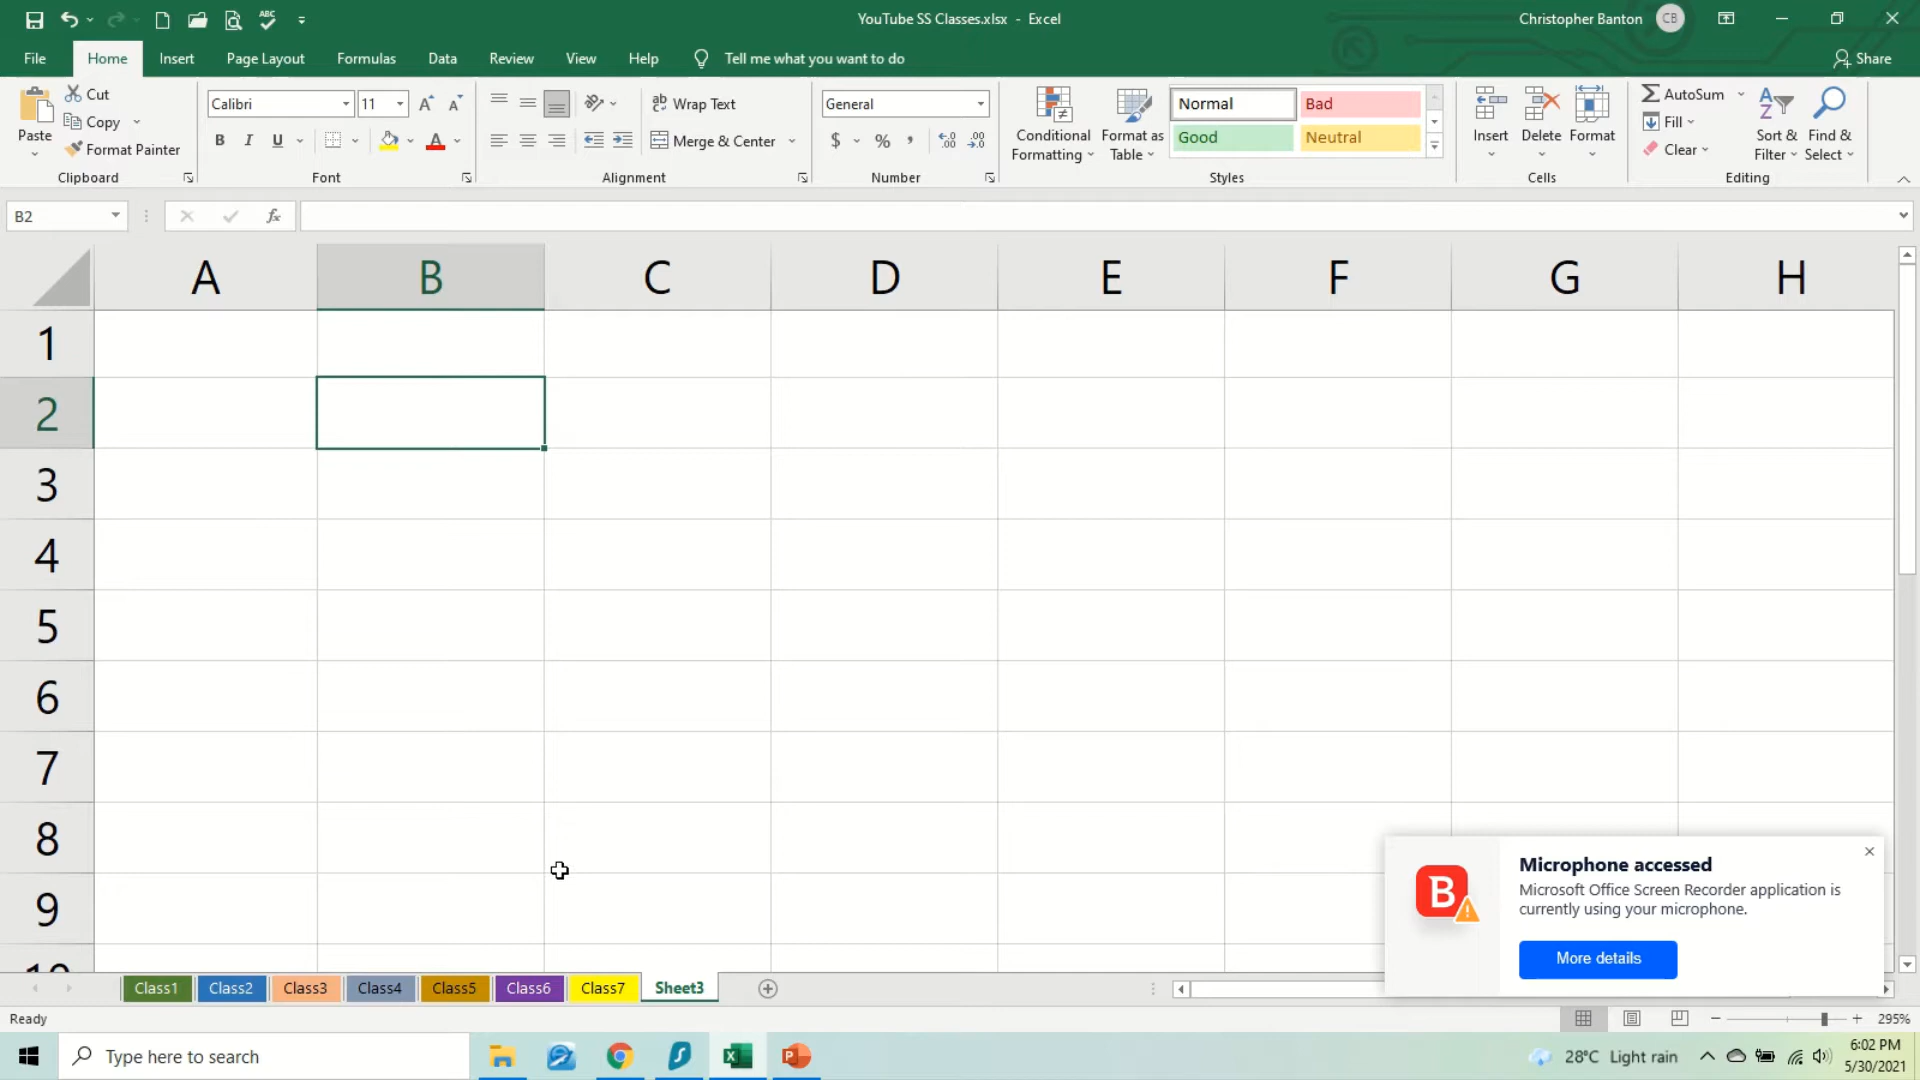 YouTube SS Classes.xlsx - Excel
Christopher Banton CB
File Home Insert Page Layout Formulas Data Review View Help Tell me what you want to do Share
Paste
Cut
Copy
Format Painter
Clipboard
Calibri 11
B I U
Font
Wrap Text
Merge & Center
Alignment
General
$ % ,
Number
Conditional
Formatting
Format as
Table
Normal Bad
Good Neutral
Styles
Insert Delete Format
Cells
AutoSum
Fill
Clear
Sort &
Filter
Find &
Select
Editing
B2 fx
A B C D E F G H
1
2
3
4
5
6
7
8
9
10
Microphone accessed
Microsoft Office Screen Recorder application is
currently using your microphone.
More details
Class1 Class2 Class3 Class4 Class5 Class6 Class7 Sheet3
Ready
295%
Type here to search
28°C Light rain
6:02 PM
5/30/2021